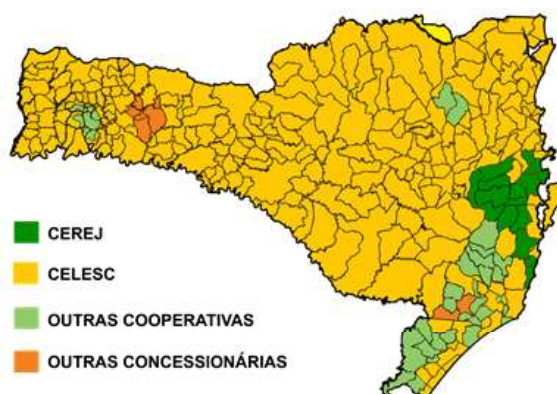 CEREJ
CELESC
OUTRAS COOPERATIVAS
OUTRAS CONCESSIONÁRIAS